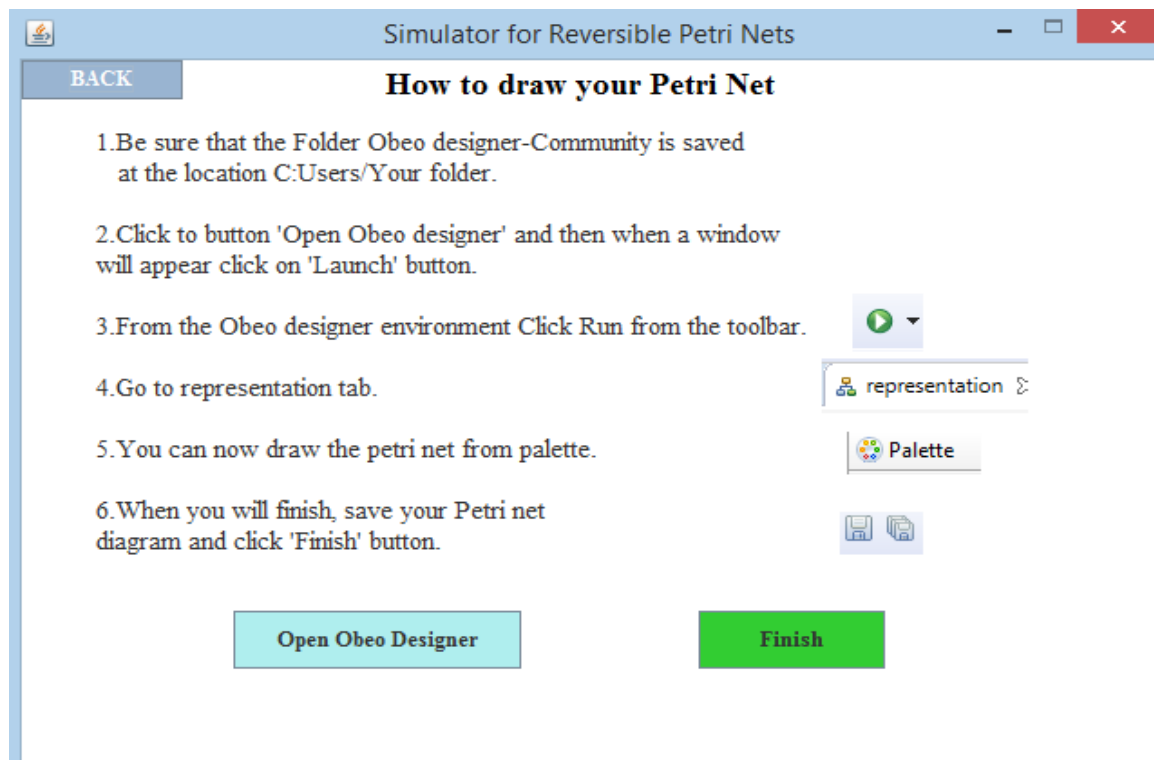 Simulator for Reversible Petri Nets
BACK
How to draw your Petri Net
1.Be sure that the Folder Obeo designer-Community is saved
at the location C:Users/Your folder.
2.Click to button 'Open Obeo designer' and then when a window
will appear click on 'Launch' button.
3.From the Obeo designer environment Click Run from the toolbar.
4.Go to representation tab.
representation
5.You can now draw the petri net from palette.
Palette
6.When you will finish, save your Petri net
diagram and click 'Finish' button.
Open Obeo Designer
Finish